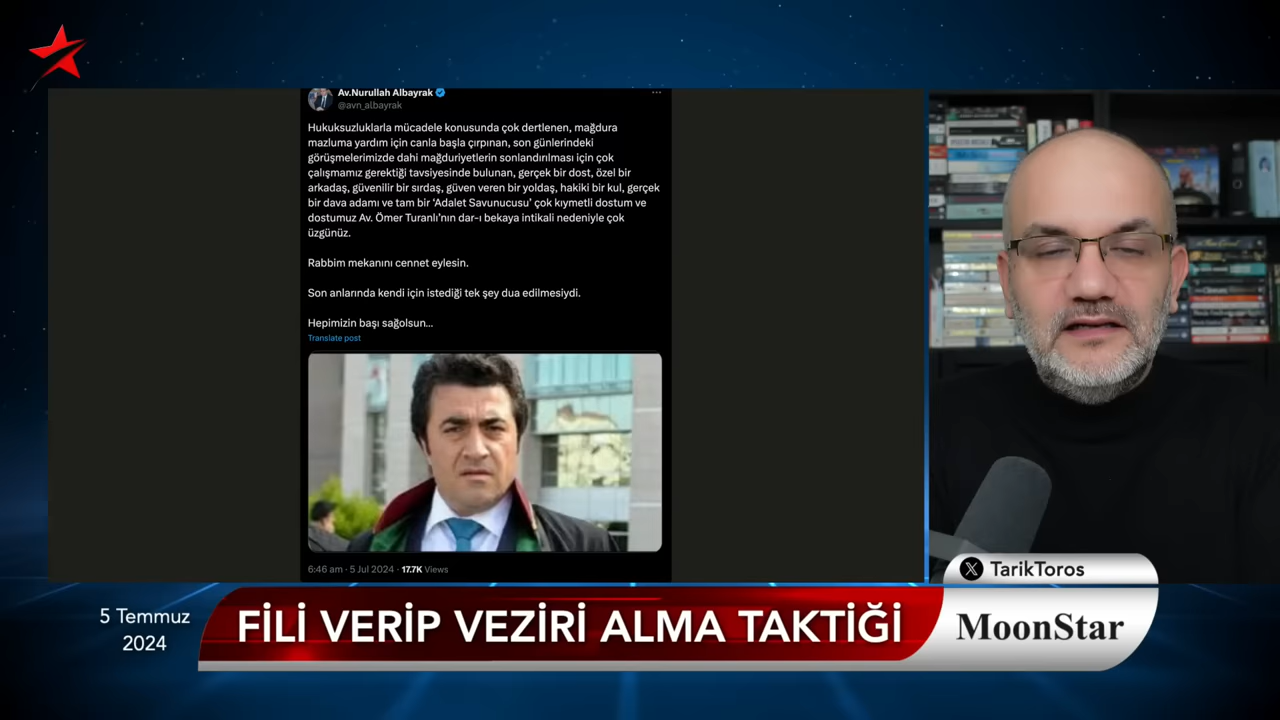 Av.Nurullah Albayrak
@avn_albayrak
Hukuksuzluklarla mücadele konusunda çok dertlenen, mağdura
mazluma yardım için canla başla çırpınan, son günlerindeki
görüşmelerimizde dahi mağduriyetlerin sonlandırılması için çok
çalışmamız gerektiği tavsiyesinde bulunan, gerçek bir dost, özel bir
arkadaş, güvenilir bir sırdaş, güven veren bir yoldaş, hakiki bir kul, gerçek
bir dava adamı ve tam bir 'Adalet Savunucusu' çok kıymetli dostum ve
dostumuz Av. Ömer Turanlı'nın dar-ı bekaya intikali nedeniyle çok
üzgünüz.
Rabbim mekanını cennet eylesin.
Son anlarında kendi için istediği tek şey dua edilmesiydi.
Hepimizin başı sağolsun...
Translate post
6:46 am · 5 Jul 2024 · 17.7K Views
X TarikToros
5 Temmuz
2024
FİLİ VERİP VEZİRİ ALMA TAKTİĞİ
MoonStar